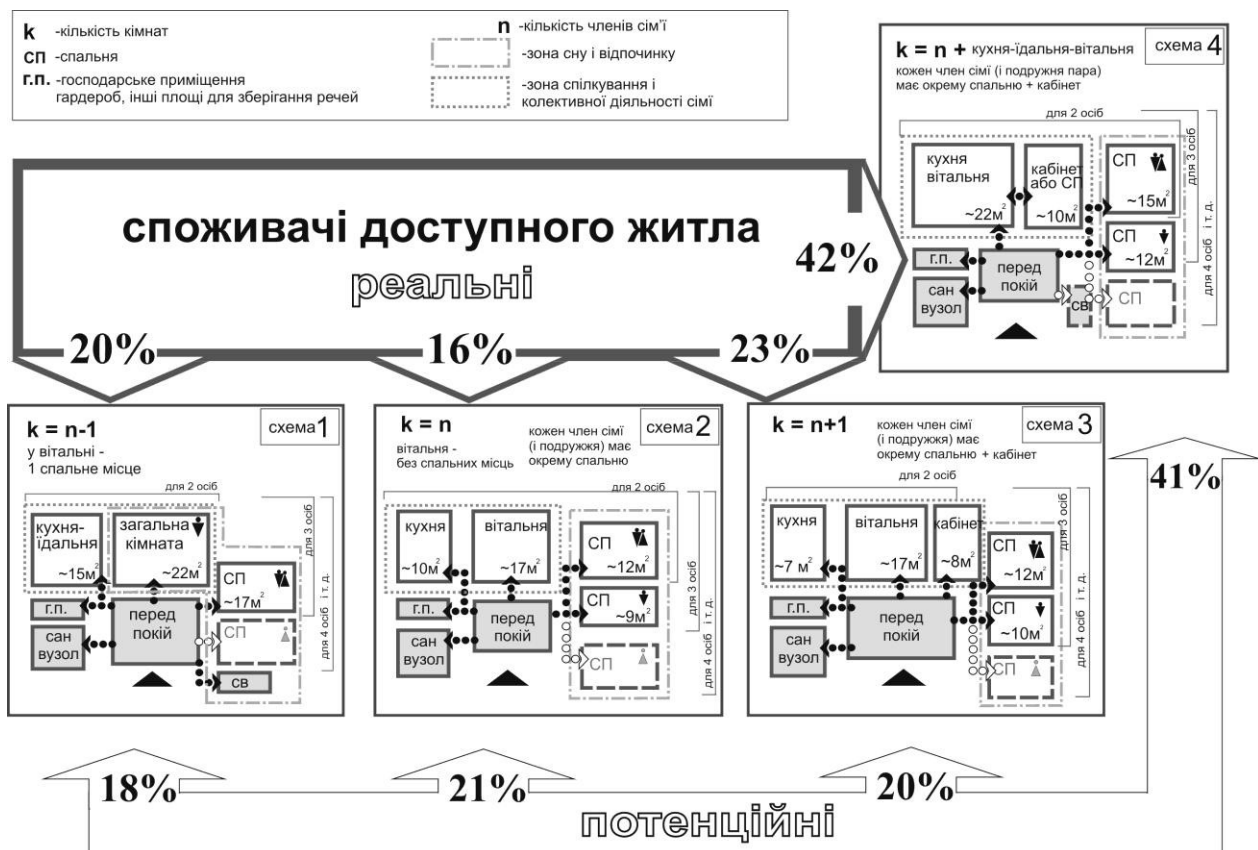 k -кількість кімнат
СП -спальня
г.п. -господарське приміщення
гардероб, інші площі для зберігання речей
n -кількість членів сім'ї
-зона сну і відпочинку
-зона спілкування і
колективної діяльності сімї
k = n + кухня-їдальня-вітальня
схема 4
кожен член сімї (і подружня пара)
має окрему спальню + кабінет
для 2 осіб
кухня
вітальня
~22м²
кабінет
або СП
~10м²
СП
~15м²
СП
~12м²
СП
г.п.
сан
вузол
перед
покій
св
для 3 осіб
для 4 осіб і т. д.
споживачі доступного житла
реальні
42%
20%
16%
23%
k = n-1
схема 1
у вітальні -
1 спальне місце
для 2 осіб
кухня-
їдальня
~15м²
загальна
кімната
~22м²
СП
~17м²
СП
г.п.
сан
вузол
перед
покій
св
для 3 осіб
для 4 осіб і т. д.
k = n
схема 2
вітальня -
без спальних місць
кожен член сімї
(і подружжя) має
окрему спальню
для 2 осіб
кухня
~10м²
вітальня
~17м²
СП
~12м²
СП
~9м²
СП
г.п.
сан
вузол
перед
покій
для 3 осіб
для 4 осіб і т. д.
k = n+1
схема 3
кожен член сімї
(і подружжя) має
окрему спальню + кабінет
для 2 осіб
кухня
~7 м²
вітальня
~17м²
кабінет
~8м²
СП
~12м²
СП
~10м²
СП
г.п.
сан
вузол
перед
покій
для 3 осіб
для 4 осіб і т. д.
41%
18%
21%
20%
потенційні